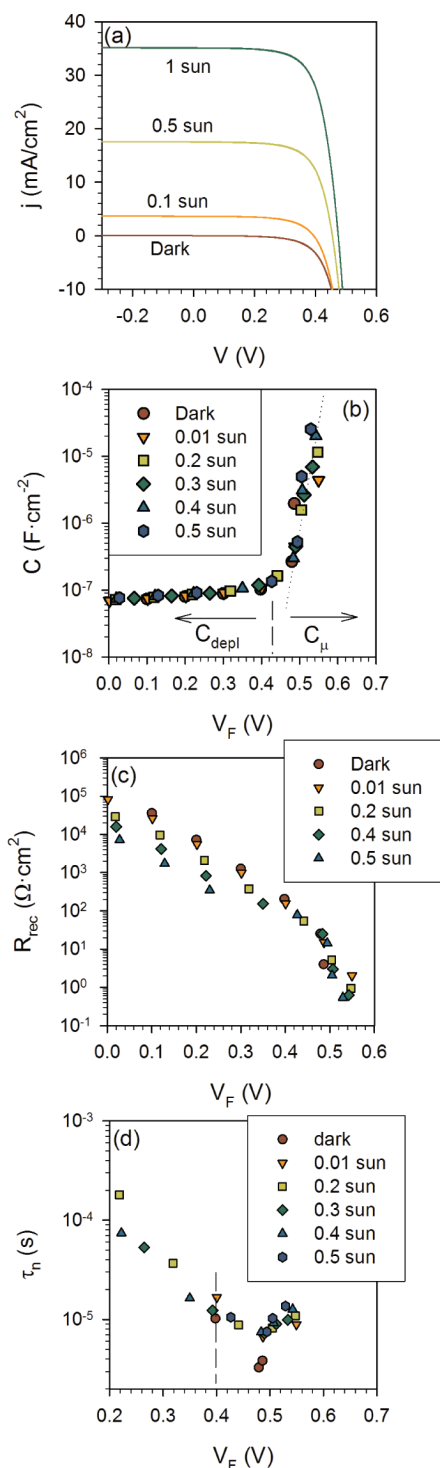 (a)
40
30
20
10
0
-10
j (mA/cm²)
1 sun
0.5 sun
0.1 sun
Dark
-0.2 0.0 0.2 0.4 0.6
V (V)
(b)
10⁻⁴
10⁻⁵
10⁻⁶
10⁻⁷
10⁻⁸
C (F·cm⁻²)
Dark
0.01 sun
0.2 sun
0.3 sun
0.4 sun
0.5 sun
C_depl
C_μ
0.0 0.1 0.2 0.3 0.4 0.5 0.6 0.7
V_F (V)
(c)
10⁶
10⁵
10⁴
10³
10²
10¹
10⁰
10⁻¹
R_rec (Ω·cm²)
Dark
0.01 sun
0.2 sun
0.4 sun
0.5 sun
0.0 0.1 0.2 0.3 0.4 0.5 0.6
V_F (V)
(d)
10⁻³
10⁻⁴
10⁻⁵
τ_n (s)
dark
0.01 sun
0.2 sun
0.3 sun
0.4 sun
0.5 sun
0.2 0.3 0.4 0.5 0.6 0.7
V_F (V)